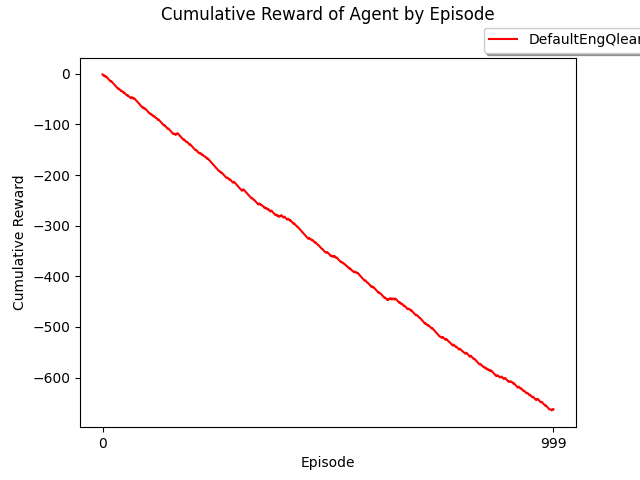 Cumulative Reward of Agent by Episode
DefaultEngQlear
0
−100
−200
−300
−400
−500
−600
Cumulative Reward
0
999
Episode